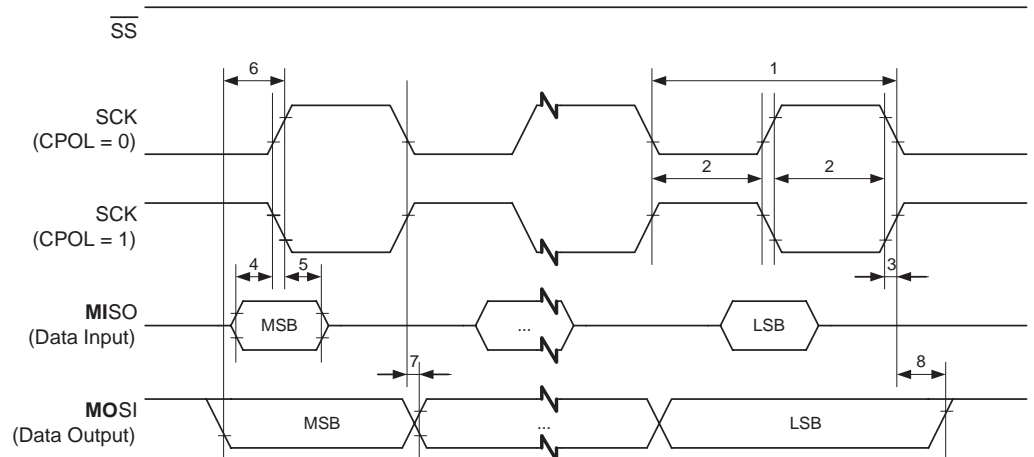 SS
6
1
SCK
(CPOL = 0)
2
2
SCK
(CPOL = 1)
4
5
3
MISO
(Data Input)
MSB
...
LSB
7
8
MOSI
(Data Output)
MSB
...
LSB